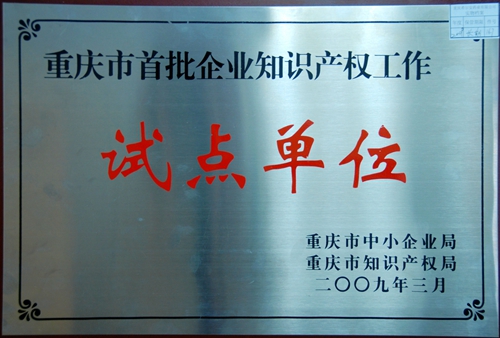 重庆市首批企业知识产权工作
试点单位
重庆市中小企业局
重庆市知识产权局
二〇〇九年三月